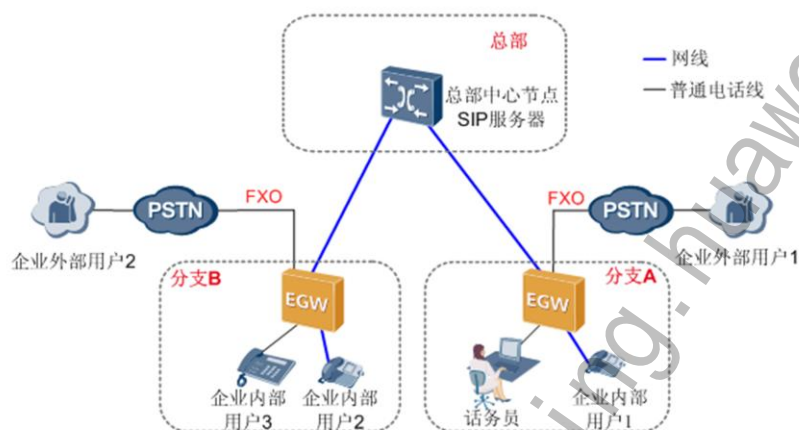 总部
网线
普通电话线
总部中心节点
SIP服务器
FXO
FXO
PSTN
PSTN
企业外部用户2
企业外部用户1
分支B
分支A
EGW
EGW
企业内部
用户3
企业内部
用户2
话务员
企业内部
用户1
ing.huawe